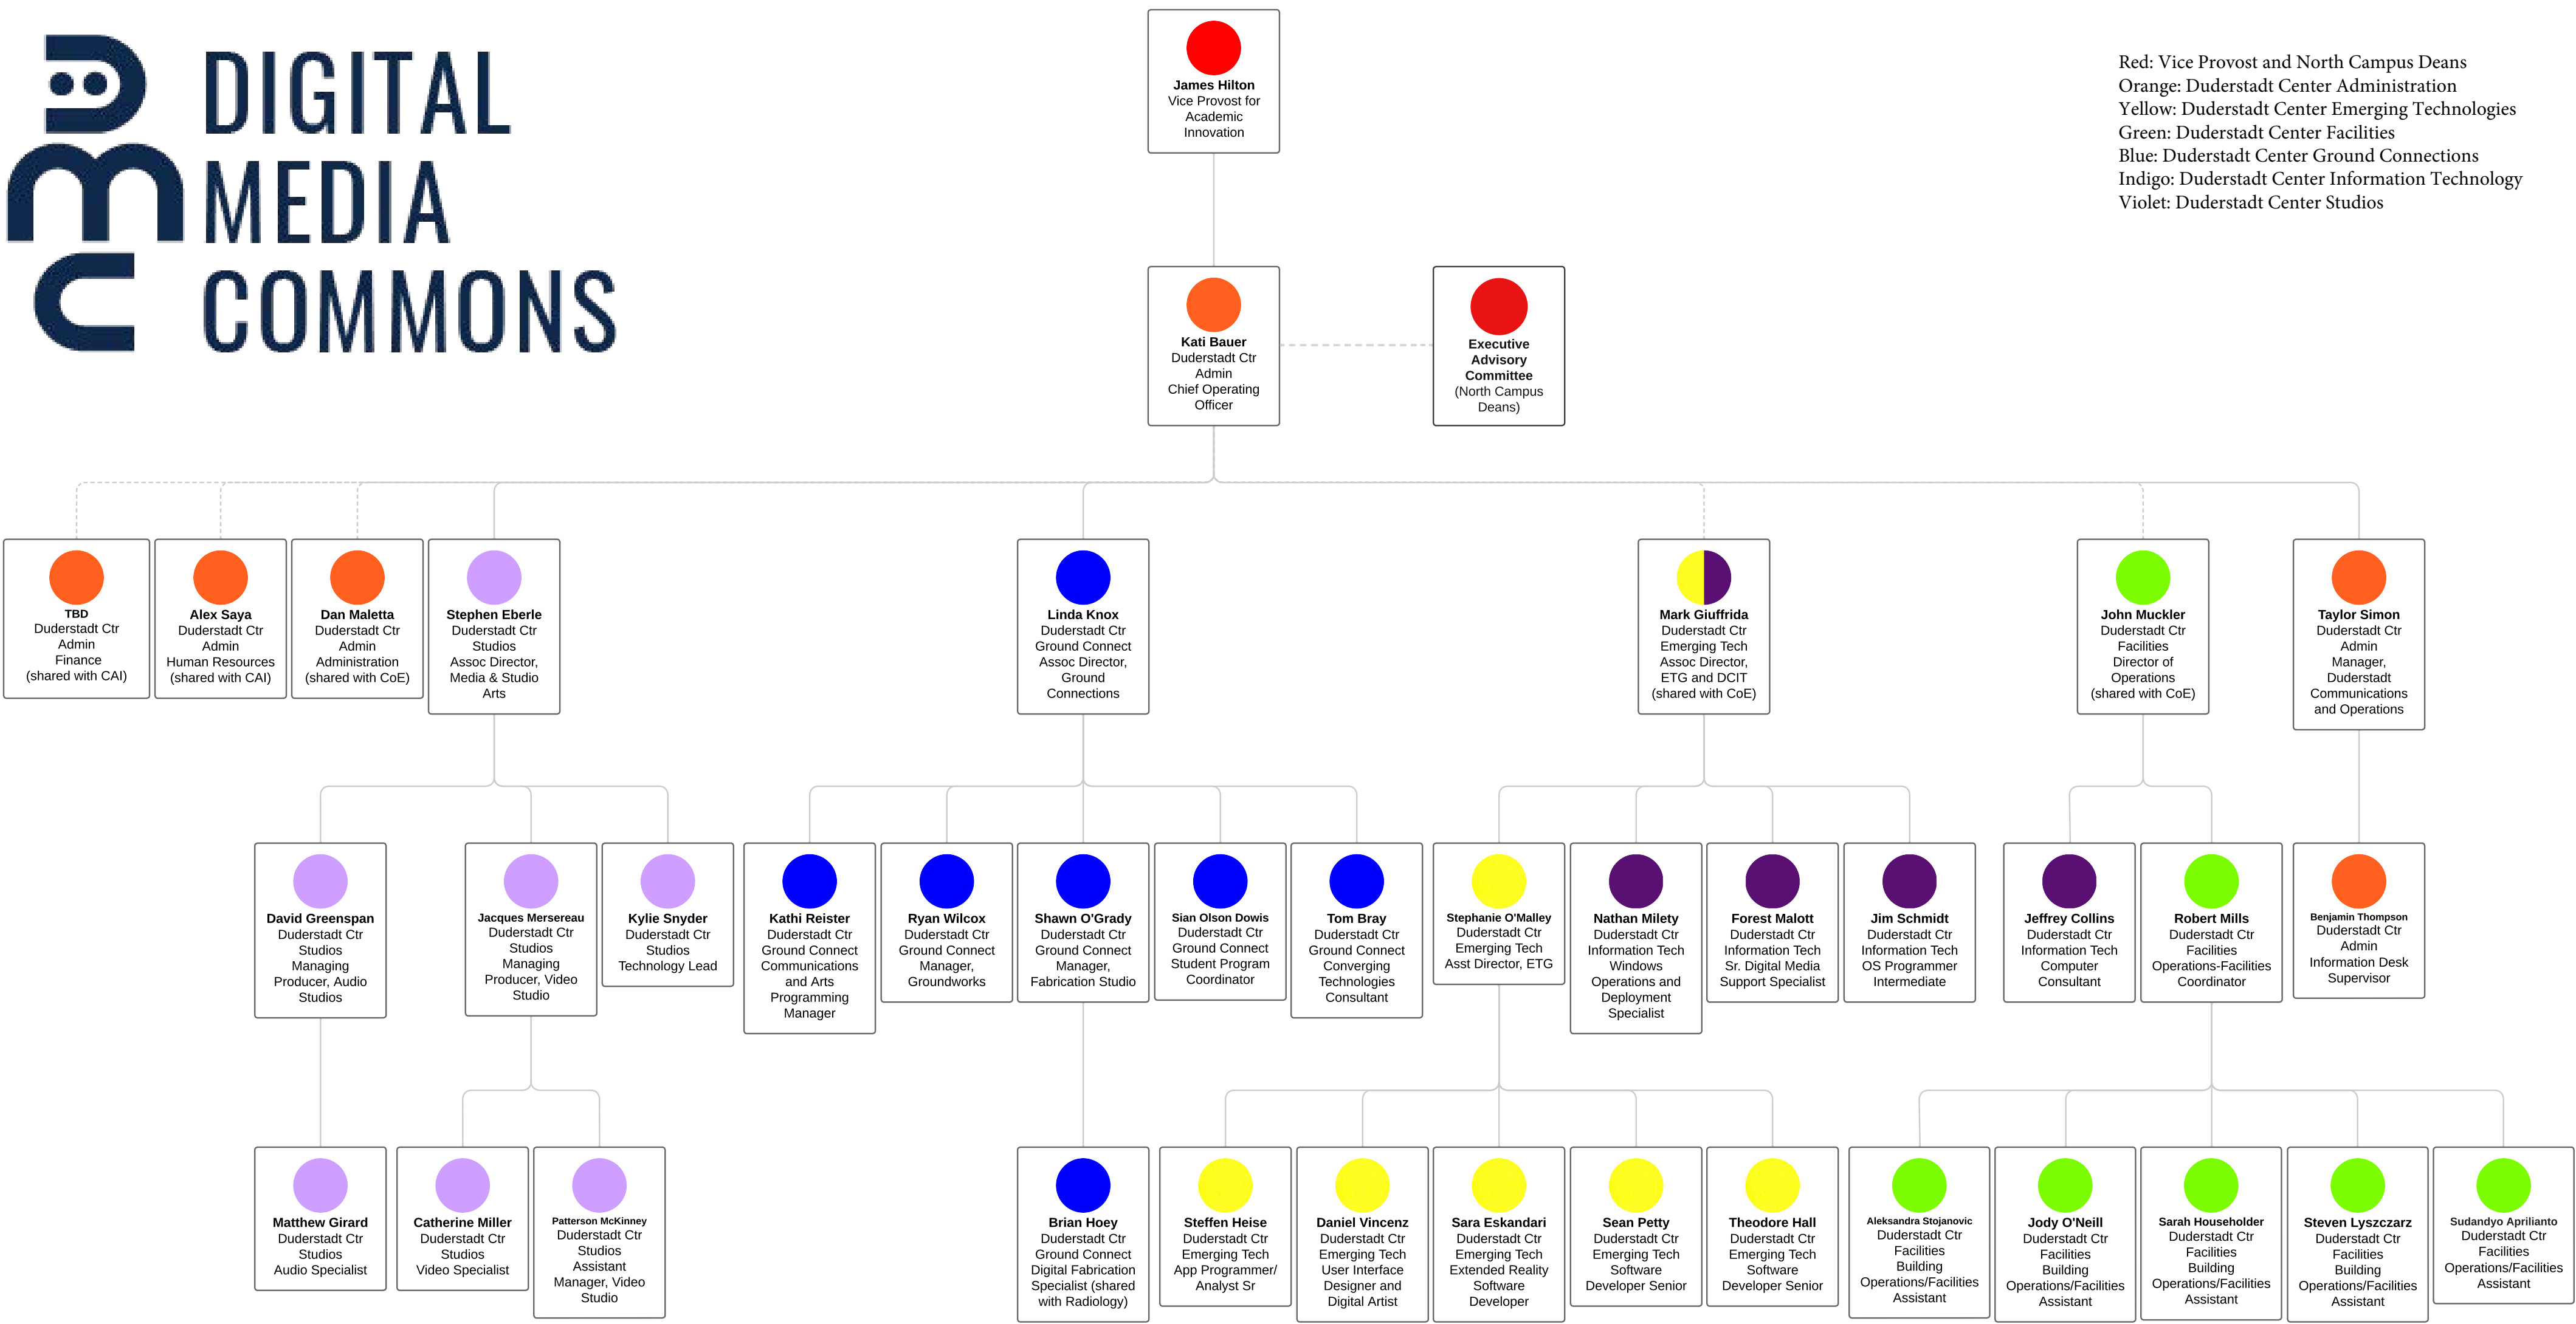 DMC
DIGITAL
MEDIA
COMMONS
Red: Vice Provost and North Campus Deans
Orange: Duderstadt Center Administration
Yellow: Duderstadt Center Emerging Technologies
Green: Duderstadt Center Facilities
Blue: Duderstadt Center Ground Connections
Indigo: Duderstadt Center Information Technology
Violet: Duderstadt Center Studios
James Hilton
Vice Provost for
Academic
Innovation
Kati Bauer
Duderstadt Ctr
Admin
Chief Operating
Officer
Executive
Advisory
Committee
(North Campus
Deans)
TBD
Duderstadt Ctr
Admin
Finance
(shared with CAI)
Alex Saya
Duderstadt Ctr
Admin
Human Resources
(shared with CAI)
Dan Maletta
Duderstadt Ctr
Admin
Administration
(shared with CoE)
Stephen Eberle
Duderstadt Ctr
Studios
Assoc Director,
Media & Studio
Arts
Linda Knox
Duderstadt Ctr
Ground Connect
Assoc Director,
Ground
Connections
Mark Giuffrida
Duderstadt Ctr
Emerging Tech
Assoc Director,
ETG and DCIT
(shared with CoE)
John Muckler
Duderstadt Ctr
Facilities
Director of
Operations
(shared with CoE)
Taylor Simon
Duderstadt Ctr
Admin
Manager,
Duderstadt
Communications
and Operations
David Greenspan
Duderstadt Ctr
Studios
Managing
Producer, Audio
Studios
Jacques Mersereau
Duderstadt Ctr
Studios
Managing
Producer, Video
Studio
Kylie Snyder
Duderstadt Ctr
Studios
Technology Lead
Kathi Reister
Duderstadt Ctr
Ground Connect
Communications
and Arts
Programming
Manager
Ryan Wilcox
Duderstadt Ctr
Ground Connect
Manager,
Groundworks
Shawn O'Grady
Duderstadt Ctr
Ground Connect
Manager,
Fabrication Studio
Sian Olson Dowis
Duderstadt Ctr
Ground Connect
Student Program
Coordinator
Tom Bray
Duderstadt Ctr
Ground Connect
Converging
Technologies
Consultant
Stephanie O'Malley
Duderstadt Ctr
Emerging Tech
Asst Director, ETG
Nathan Milety
Duderstadt Ctr
Information Tech
Windows
Operations and
Deployment
Specialist
Forest Malott
Duderstadt Ctr
Information Tech
Sr. Digital Media
Support Specialist
Jim Schmidt
Duderstadt Ctr
Information Tech
OS Programmer
Intermediate
Jeffrey Collins
Duderstadt Ctr
Information Tech
Computer
Consultant
Robert Mills
Duderstadt Ctr
Facilities
Operations-Facilities
Coordinator
Benjamin Thompson
Duderstadt Ctr
Admin
Information Desk
Supervisor
Matthew Girard
Duderstadt Ctr
Studios
Audio Specialist
Catherine Miller
Duderstadt Ctr
Studios
Video Specialist
Patterson McKinney
Duderstadt Ctr
Studios
Assistant
Manager, Video
Studio
Brian Hoey
Duderstadt Ctr
Ground Connect
Digital Fabrication
Specialist (shared
with Radiology)
Steffen Heise
Duderstadt Ctr
Emerging Tech
App Programmer/
Analyst Sr
Daniel Vincenz
Duderstadt Ctr
Emerging Tech
User Interface
Designer and
Digital Artist
Sara Eskandari
Duderstadt Ctr
Emerging Tech
Extended Reality
Software
Developer
Sean Petty
Duderstadt Ctr
Emerging Tech
Software
Developer Senior
Theodore Hall
Duderstadt Ctr
Emerging Tech
Software
Developer Senior
Aleksandra Stojanovic
Duderstadt Ctr
Facilities
Building
Operations/Facilities
Assistant
Jody O'Neill
Duderstadt Ctr
Facilities
Building
Operations/Facilities
Assistant
Sarah Householder
Duderstadt Ctr
Facilities
Building
Operations/Facilities
Assistant
Steven Lyszczarz
Duderstadt Ctr
Facilities
Building
Operations/Facilities
Assistant
Sudandyo Aprilianto
Duderstadt Ctr
Facilities
Operations/Facilities
Assistant